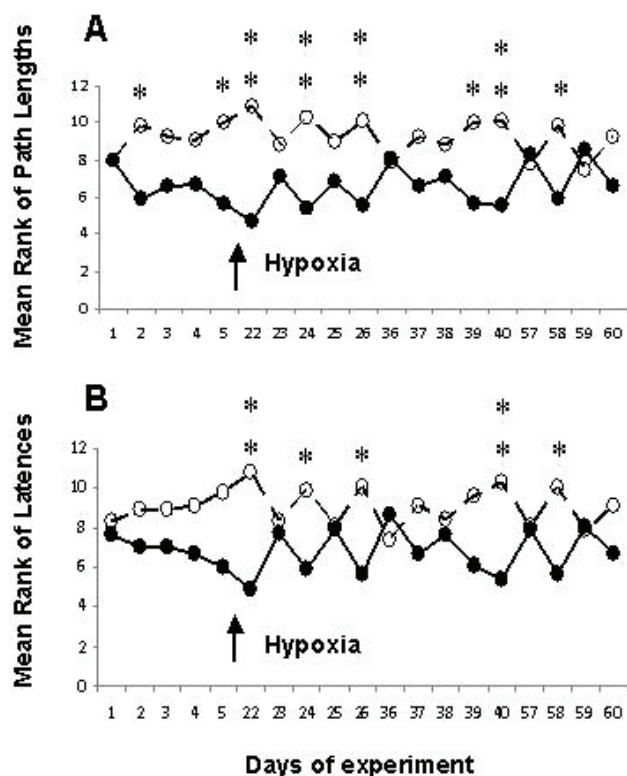 A
* * * *
* * * * * * * *
Mean Rank of Path Lengths
12
10
8
6
4
2
0
Hypoxia
1 2 3 4 5 22 23 24 25 26 36 37 38 39 40 57 58 59 60
B
* *
* * * * *
Mean Rank of Latences
12
10
8
6
4
2
0
Hypoxia
1 2 3 4 5 22 23 24 25 26 36 37 38 39 40 57 58 59 60
Days of experiment